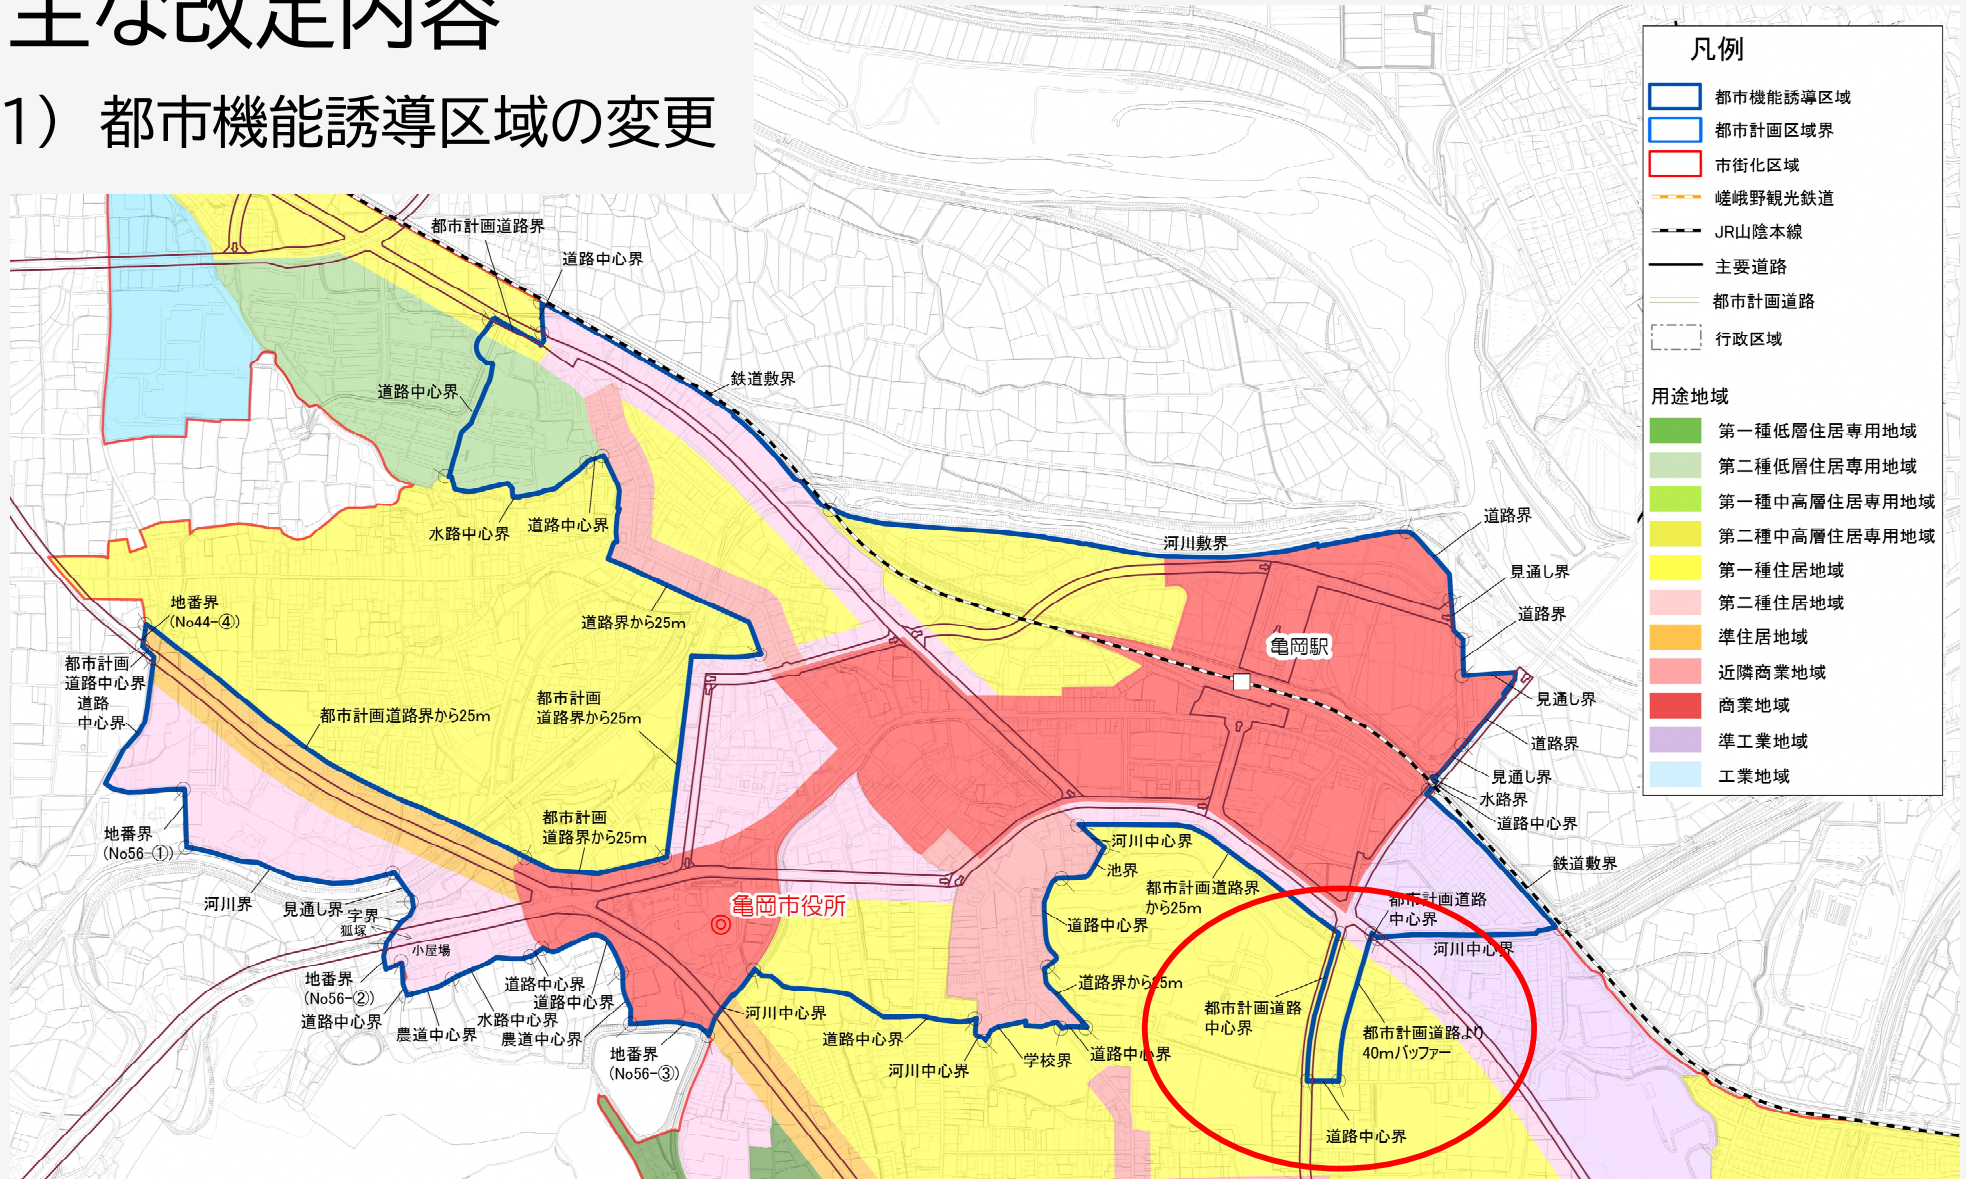 主な改定内容
1) 都市機能誘導区域の変更
凡例
都市機能誘導区域
都市計画区域界
市街化区域
嵯峨野観光鉄道
JR山陰本線
主要道路
都市計画道路
行政区域
用途地域
第一種低層住居専用地域
第二種低層住居専用地域
第一種中高層住居専用地域
第二種中高層住居専用地域
第一種住居地域
第二種住居地域
準住居地域
近隣商業地域
商業地域
準工業地域
工業地域
都市計画道路界
道路中心界
鉄道敷界
道路中心界
水路中心界
道路中心界
河川敷界
道路界
見通し界
道路界
地番界
(No44-④)
道路界から25m
亀岡駅
都市計画
道路中心界
道路
中心界
都市計画道路界から25m
都市計画
道路界から25m
見通し界
道路界
見通し界
水路界
道路中心界
地番界
(No56-①)
都市計画
道路界から25m
河川中心界
池界
鉄道敷界
河川界
見通し界
字界
狐塚
小屋場
亀岡市役所
都市計画道路界
から25m
都市計画道路
中心界
道路中心界
河川中心界
地番界
(No56-②)
道路中心界
農道中心界
道路中心界
道路中心界
水路中心界
農道中心界
地番界
(No56-③)
河川中心界
道路中心界
河川中心界
学校界
道路中心界
道路界から25m
都市計画道路
中心界
都市計画道路より
40mバッファー
道路中心界